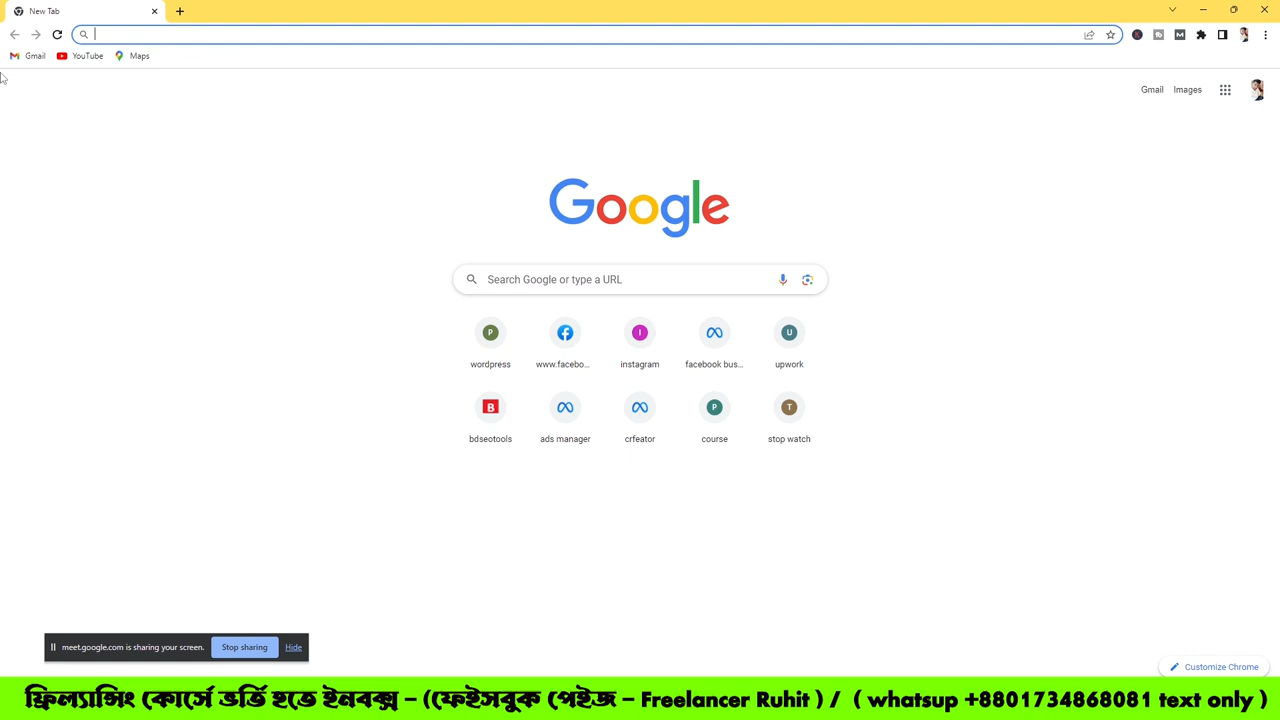 New Tab
Gmail YouTube Maps
Gmail Images
Google
Search Google or type a URL
wordpress www.facebo... instagram facebook bus... upwork
P I U
bdseotools ads manager crfeator course stop watch
B P T
meet.google.com is sharing your screen. Stop sharing Hide
Customize Chrome
ফ্রিল্যান্সিং কোর্সে ভর্তি হতে ইনবক্স – ((ফেইসবুক পেইজ – Freelancer Ruhit ) / ( whatsup +8801734868081 text only )